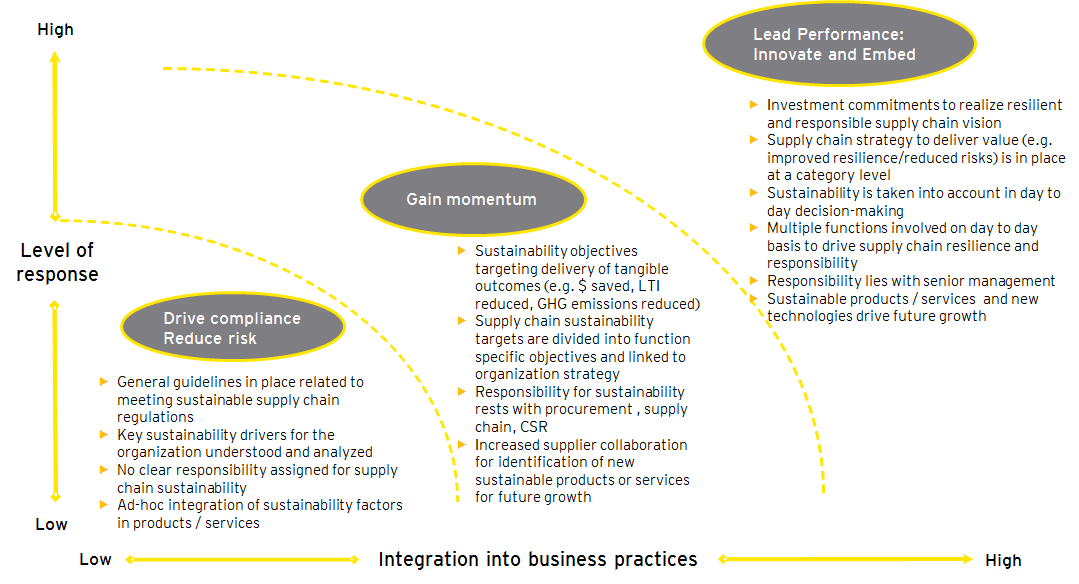 High
Lead Performance:
Innovate and Embed
► Investment commitments to realize resilient
and responsible supply chain vision
► Supply chain strategy to deliver value (e.g.
improved resilience/reduced risks) is in place
at a category level
► Sustainability is taken into account in day to
day decision-making
► Multiple functions involved on day to day
basis to drive supply chain resilience and
responsibility
► Responsibility lies with senior management
► Sustainable products / services and new
technologies drive future growth
Gain momentum
► Sustainability objectives
targeting delivery of tangible
outcomes (e.g. $ saved, LTI
reduced, GHG emissions reduced)
► Supply chain sustainability
targets are divided into function
specific objectives and linked to
organization strategy
► Responsibility for sustainability
rests with procurement , supply
chain, CSR
► Increased supplier collaboration
for identification of new
sustainable products or services
for future growth
Level of
response
Drive compliance
Reduce risk
► General guidelines in place related to
meeting sustainable supply chain
regulations
► Key sustainability drivers for the
organization understood and analyzed
► No clear responsibility assigned for supply
chain sustainability
► Ad-hoc integration of sustainability factors
in products / services
Low
Low
Integration into business practices
High